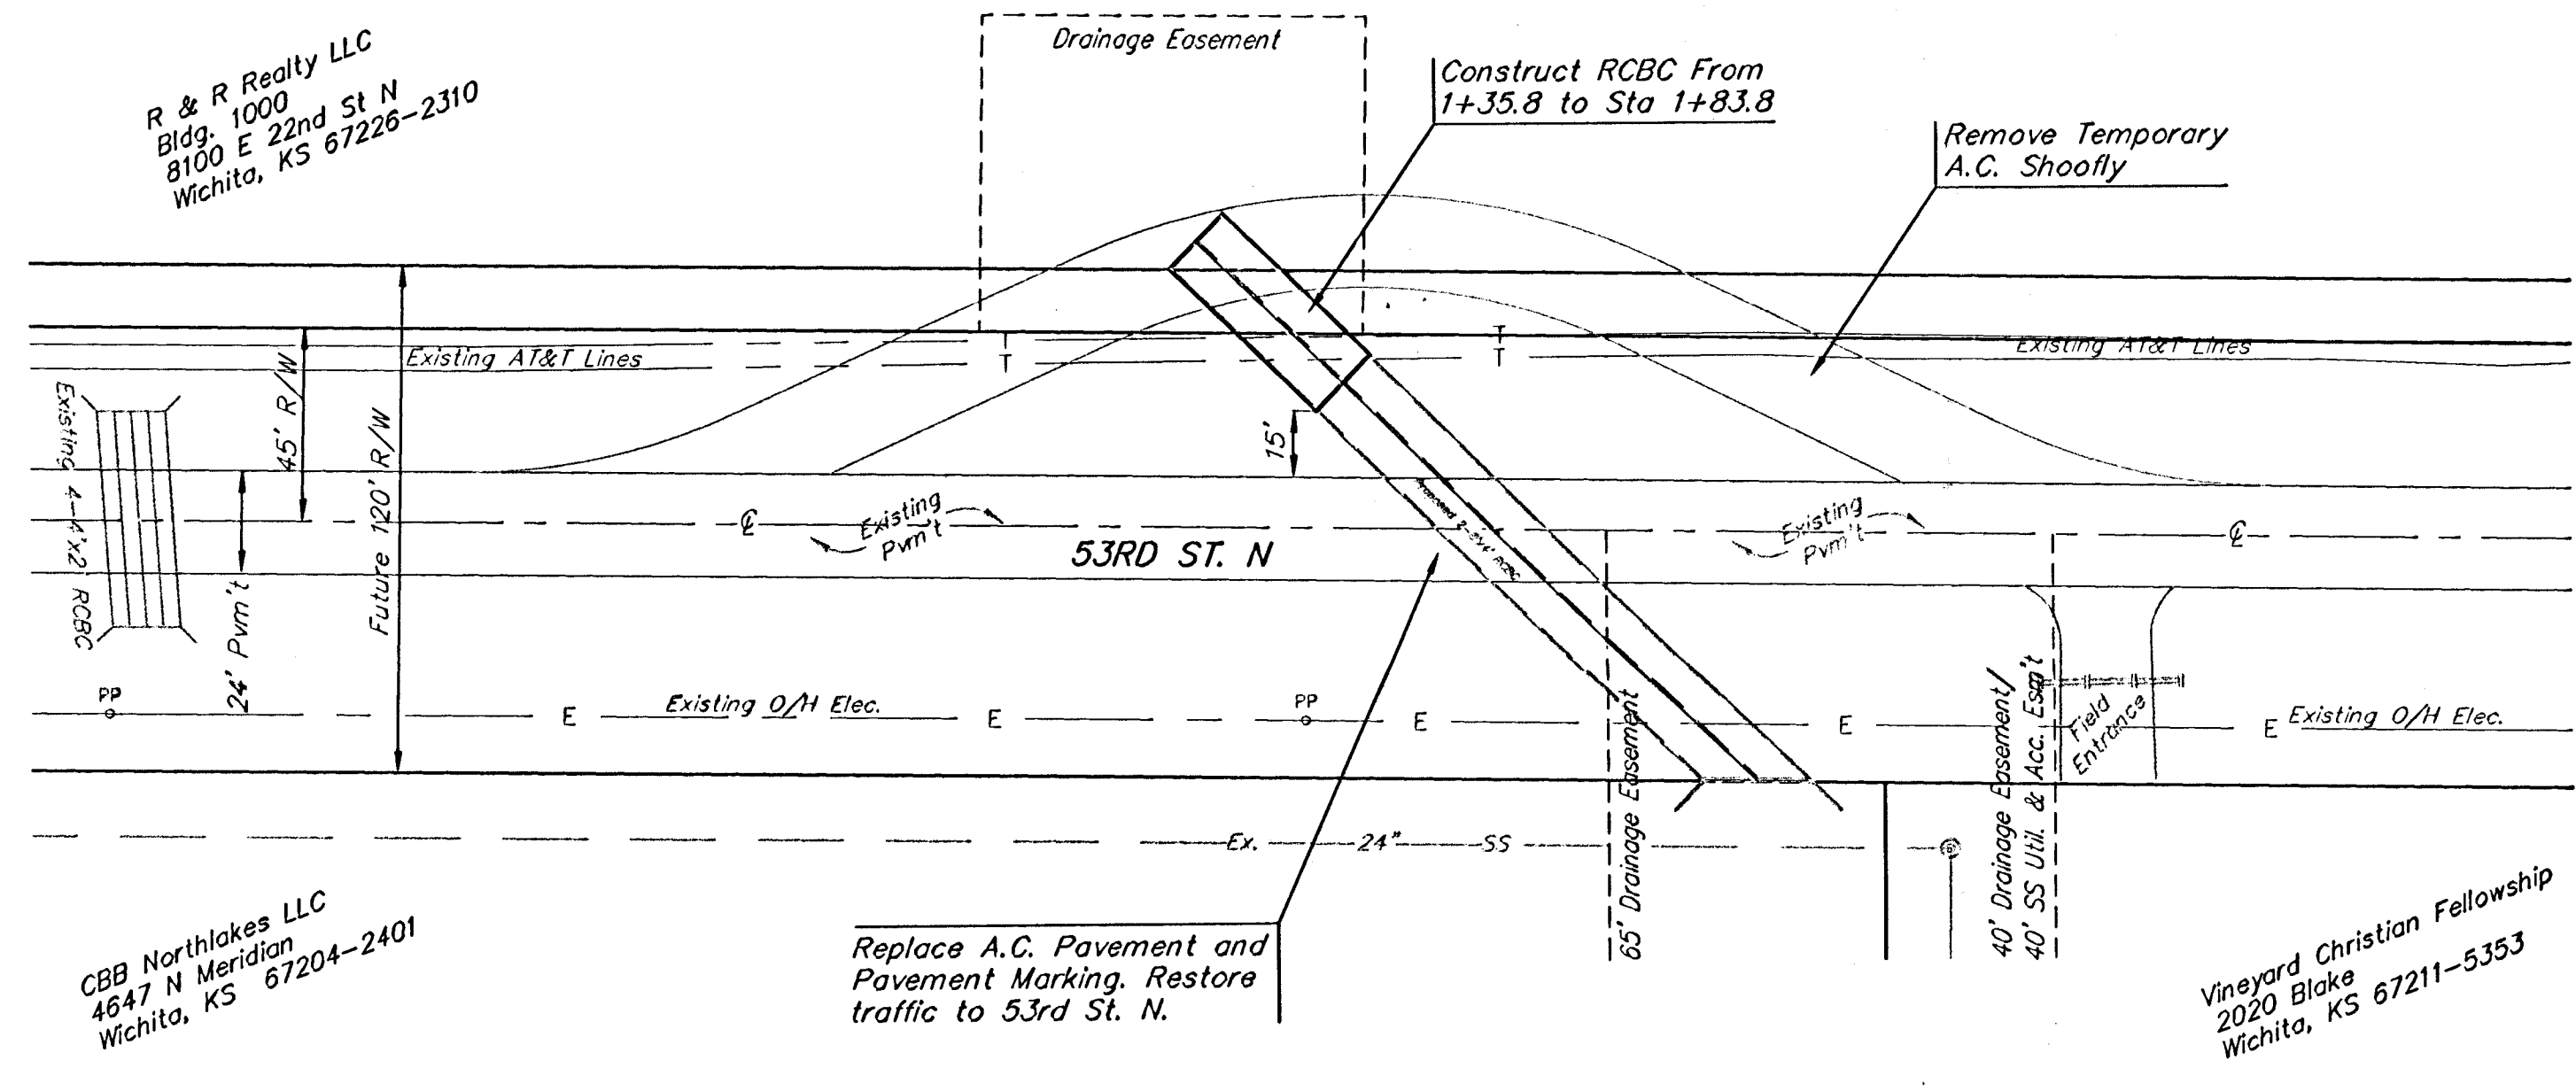 R & R Realty LLC
Bldg. 1000
8100 E 22nd St N
Wichita, KS 67226-2310
Drainage Easement
Construct RCBC From
1+35.8 to Sta 1+83.8
Remove Temporary
A.C. Shoofly
Existing AT&T Lines
T
T
T
T
Existing AT&T Lines
Existing 4-4'x2' RCBC
45' R/W
Future 120' R/W
24' Pvm't
15'
℄
Existing
Pvm't
53RD ST. N
Proposed 2-8'x4' RCBC
Existing
Pvm't
℄
PP
E
Existing O/H Elec.
E
PP
E
E
E
Existing O/H Elec.
Field
Entrance
65' Drainage Easement
40' Drainage Easement/
40' SS Util. & Acc. Esm't
Ex. 24" SS
Replace A.C. Pavement and
Pavement Marking. Restore
traffic to 53rd St. N.
CBB Northlakes LLC
4647 N Meridian
Wichita, KS 67204-2401
Vineyard Christian Fellowship
2020 Blake
Wichita, KS 67211-5353